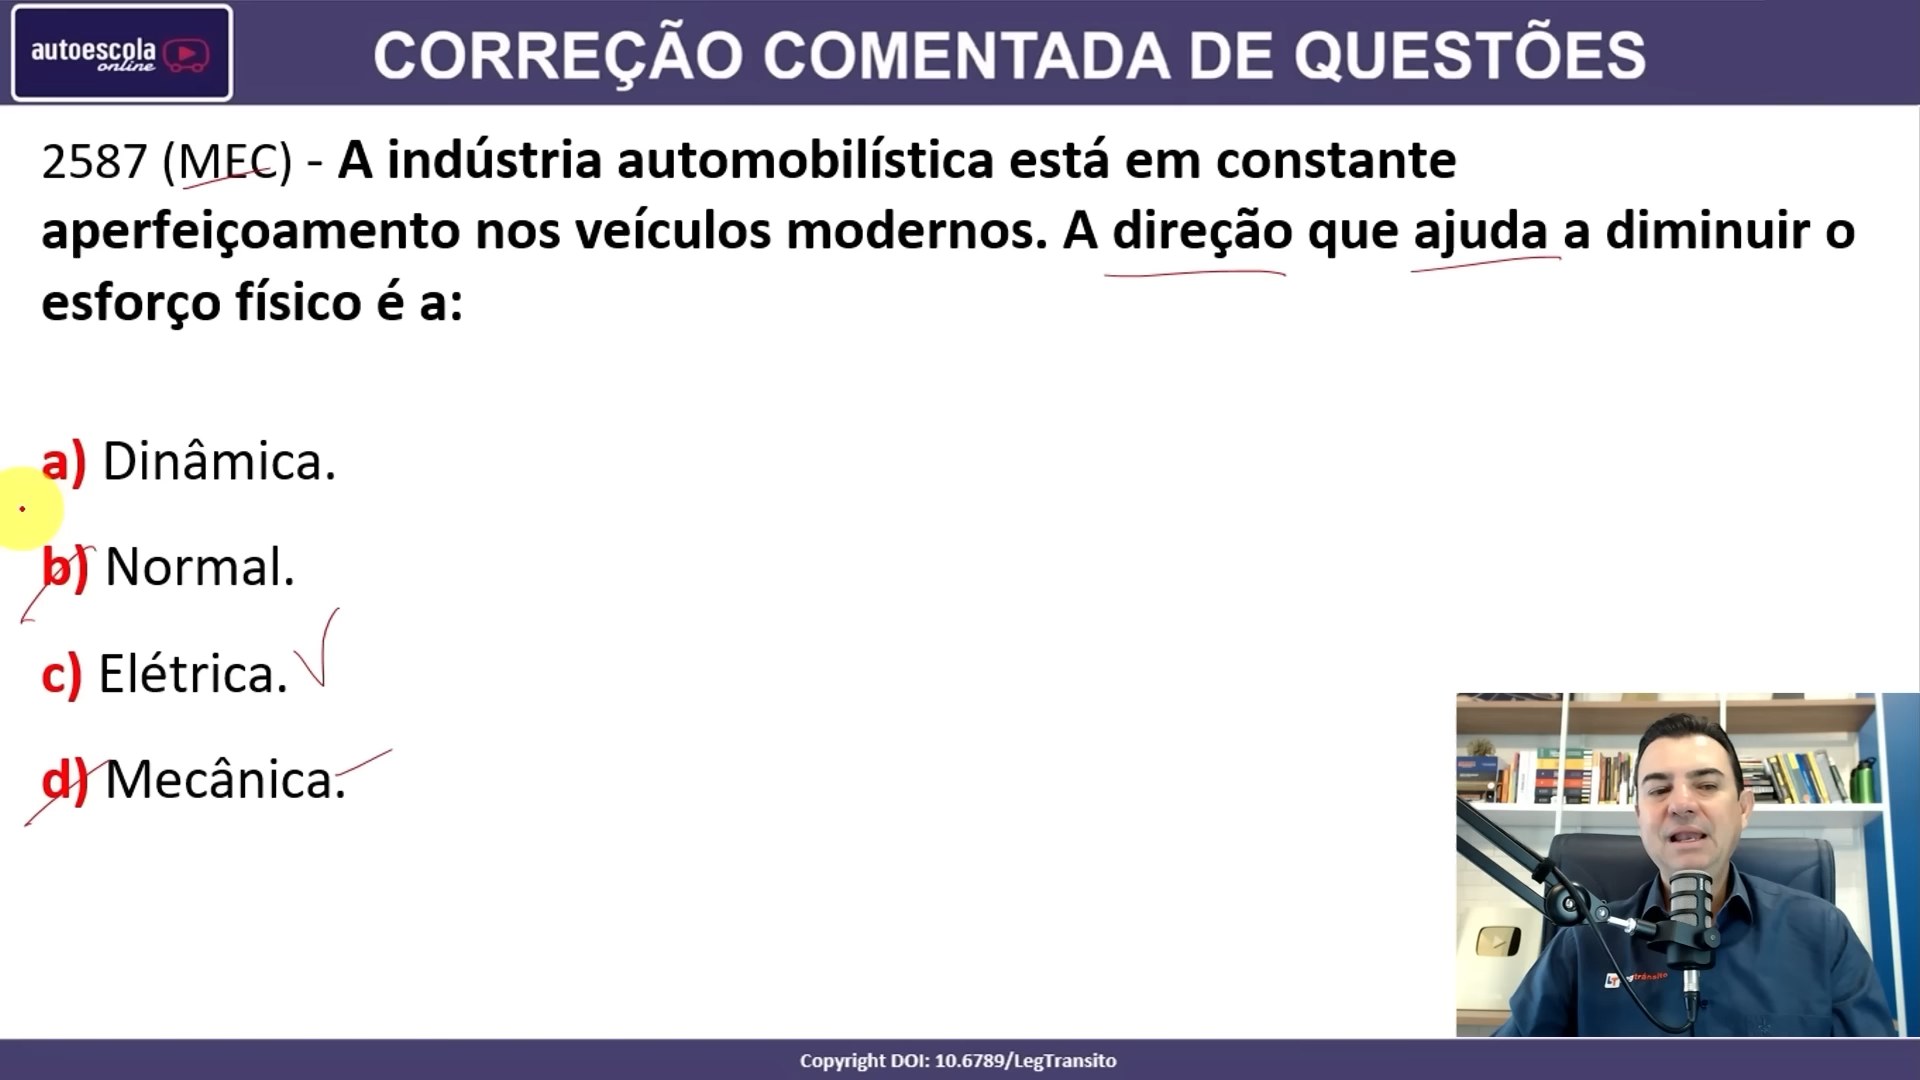 autoescola
online
CORREÇÃO COMENTADA DE QUESTÕES
2587 (MEC) - A indústria automobilística está em constante
aperfeiçoamento nos veículos modernos. A direção que ajuda a diminuir o
esforço físico é a:
a) Dinâmica.
b) Normal.
c) Elétrica.
d) Mecânica.
Copyright DOI: 10.6789/LegTransito